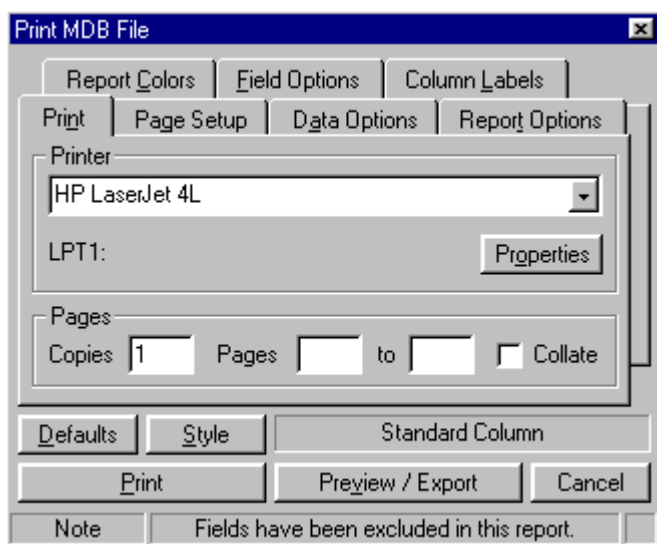 Print MDB File
Report Colors Field Options Column Labels
Print Page Setup Data Options Report Options
Printer
HP LaserJet 4L
LPT1: Properties
Pages
Copies 1 Pages to Collate
Defaults Style Standard Column
Print Preview / Export Cancel
Note Fields have been excluded in this report.